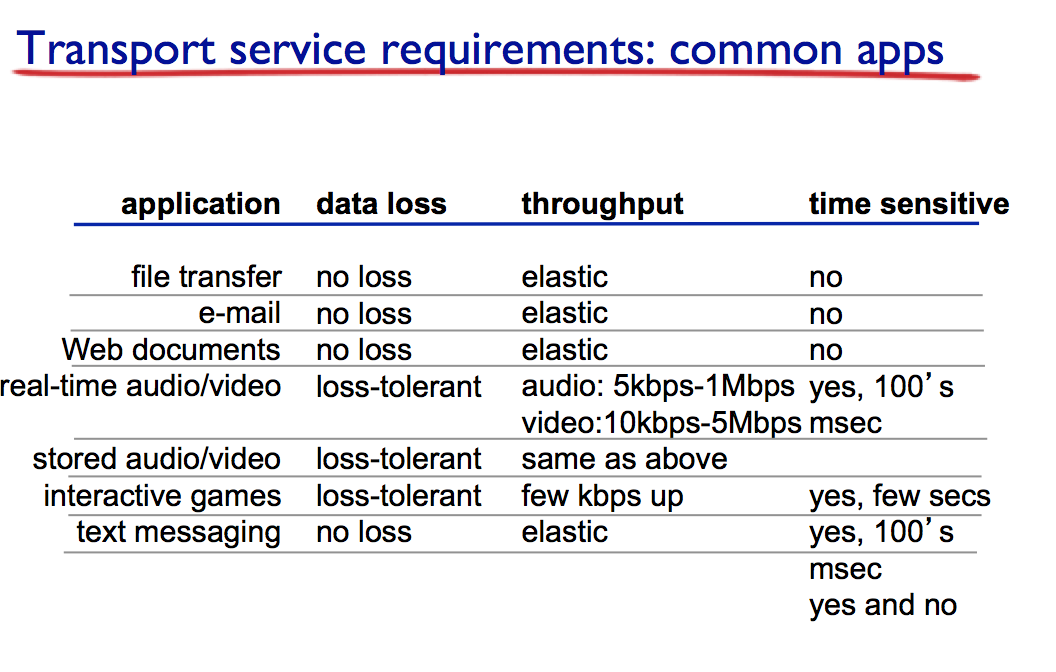 Transport service requirements: common apps
application data loss throughput time sensitive
file transfer no loss elastic no
e-mail no loss elastic no
Web documents no loss elastic no
real-time audio/video loss-tolerant audio: 5kbps-1Mbps yes, 100’s
video:10kbps-5Mbps msec
stored audio/video loss-tolerant same as above
interactive games loss-tolerant few kbps up yes, few secs
text messaging no loss elastic yes, 100’s
msec
yes and no